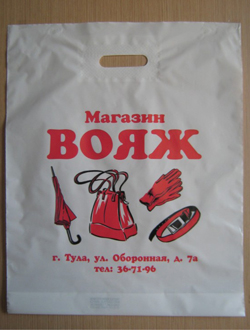 Магазин
ВОЯЖ
г. Тула, ул. Оборонная, д. 7а
тел: 36-71-96